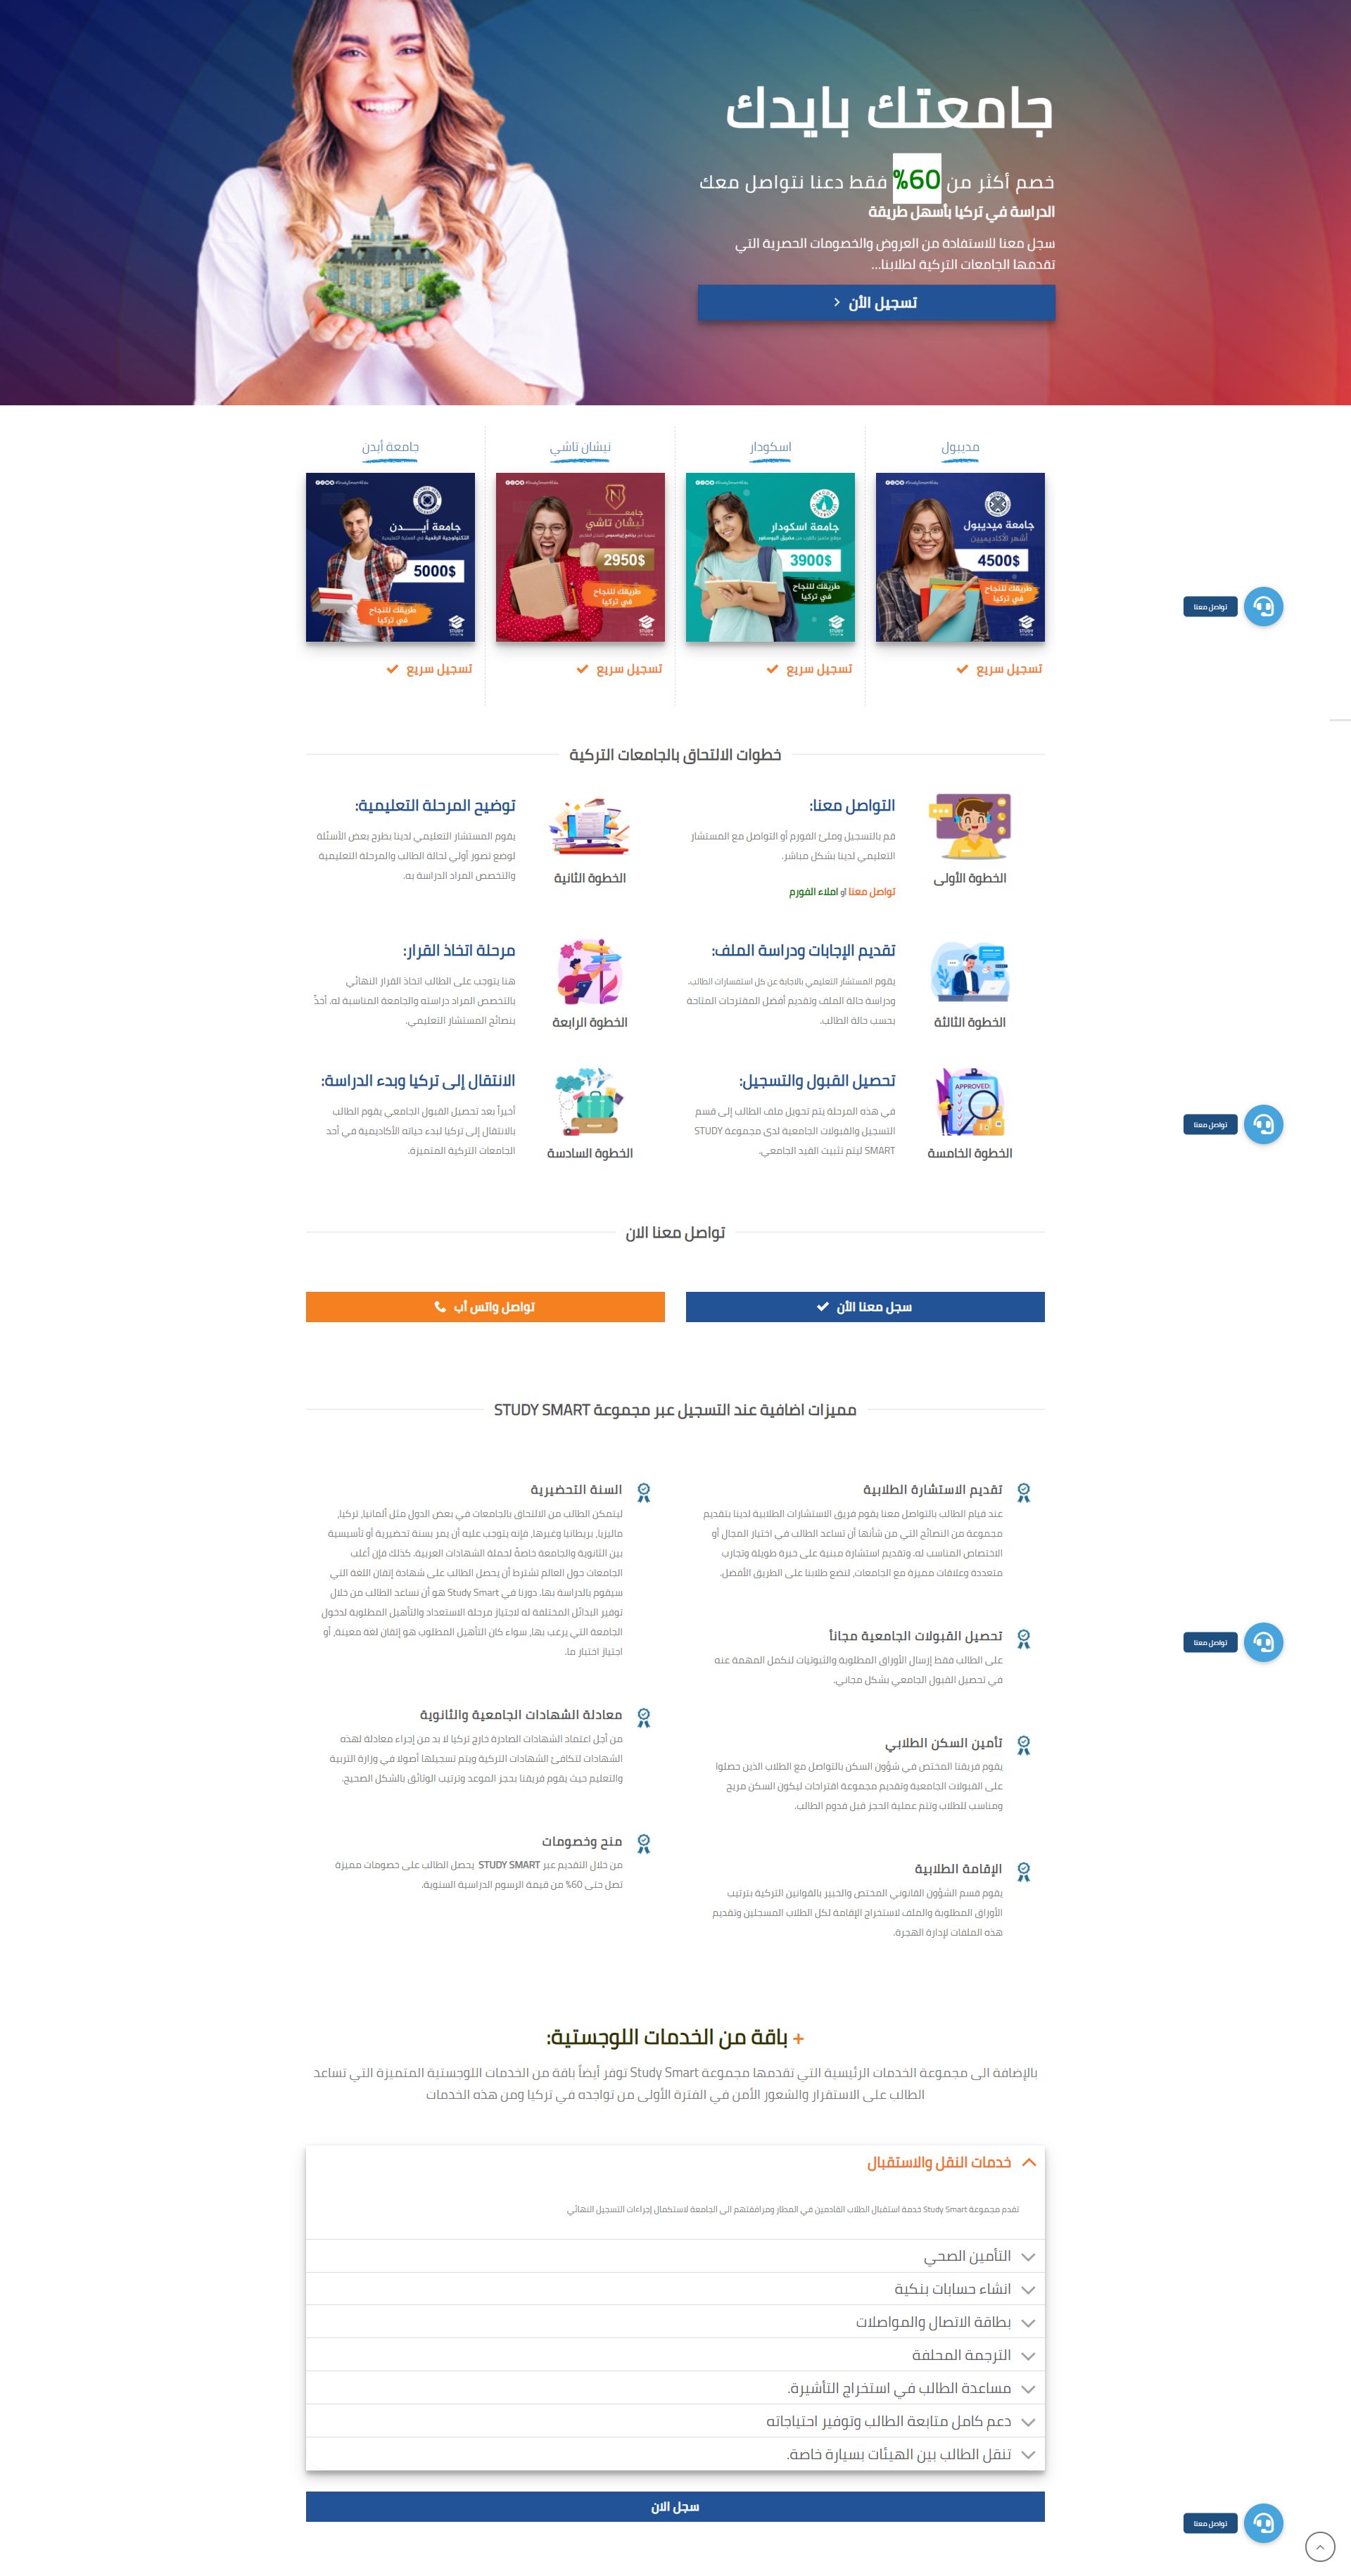 جامعتك بايدك
خصم أكثر من 60% فقط دعنا نتواصل معك
الدراسة في تركيا بأسهل طريقة
سجل معنا للاستفادة من العروض والخصومات الحصرية التي
تقدمها الجامعات التركية لطلابنا...
تسجيل الأن
مديبول
جامعة ميديبول
أشهر الأكاديميين
4500$
طريقك للنجاح
في تركيا
STUDY
تسجيل سريع
اسكودار
جامعة اسكودار
موقع متميز بالقرب من مضيق البوسفور
3900$
طريقك للنجاح
في تركيا
STUDY
تسجيل سريع
نيشان تاشي
جامعـــة
نيشان تاشي
2950$
طريقك للنجاح
في تركيا
STUDY
تسجيل سريع
جامعة أيدن
جامعة أيــــدن
التكنولوجية الرقمية في العملية التعليمية
5000$
طريقك للنجاح
في تركيا
STUDY
تسجيل سريع
تواصل معنا
خطوات الالتحاق بالجامعات التركية
الخطوة الأولى
التواصل معنا:
قم بالتسجيل وملئ الفورم أو التواصل مع المستشار
التعليمي لدينا بشكل مباشر.
تواصل معنا او املاء الفورم
الخطوة الثانية
توضيح المرحلة التعليمية:
يقوم المستشار التعليمي لدينا بطرح بعض الأسئلة
لوضع تصور أولي لحالة الطالب والمرحلة التعليمية
والتخصص المراد الدراسة به.
الخطوة الثالثة
تقديم الإجابات ودراسة الملف:
يقوم المستشار التعليمي بالاجابة عن كل استفسارات الطالب.
ودراسة حالة الملف وتقديم أفضل المقترحات المتاحة
بحسب حالة الطالب.
الخطوة الرابعة
مرحلة اتخاذ القرار:
هنا يتوجب على الطالب اتخاذ القرار النهائي
بالتخصص المراد دراسته والجامعة المناسبة له. أخذً
بنصائح المستشار التعليمي.
APPROVED:
الخطوة الخامسة
تحصيل القبول والتسجيل:
في هذه المرحلة يتم تحويل ملف الطالب إلى قسم
التسجيل والقبولات الجامعية لدى مجموعة STUDY
SMART ليتم تثبيت القيد الجامعي.
الخطوة السادسة
الانتقال إلى تركيا وبدء الدراسة:
أخيراً بعد تحصيل القبول الجامعي يقوم الطالب
بالانتقال إلى تركيا لبدء حياته الأكاديمية في أحد
الجامعات التركية المتميزة.
تواصل معنا
تواصل معنا الان
سجل معنا الأن
تواصل واتس أب
مميزات اضافية عند التسجيل عبر مجموعة STUDY SMART
تقديم الاستشارة الطلابية
عند قيام الطالب بالتواصل معنا يقوم فريق الاستشارات الطلابية لدينا بتقديم
مجموعة من النصائح التي من شأنها أن تساعد الطالب في اختيار المجال أو
الاختصاص المناسب له. وتقديم استشارة مبنية على خبرة طويلة وتجارب
متعددة وعلاقات مميزة مع الجامعات، لنضع طلابنا على الطريق الأفضل.
تحصيل القبولات الجامعية مجاناً
على الطالب فقط إرسال الأوراق المطلوبة والثبوتيات لنكمل المهمة عنه
في تحصيل القبول الجامعي بشكل مجاني.
تأمين السكن الطلابي
يقوم فريقنا المختص في شؤون السكن بالتواصل مع الطلاب الذين حصلوا
على القبولات الجامعية وتقديم مجموعة اقتراحات ليكون السكن مريح
ومناسب للطلاب وتتم عملية الحجز قبل قدوم الطالب.
الإقامة الطلابية
يقوم قسم الشؤون القانوني المختص والخبير بالقوانين التركية بترتيب
الأوراق المطلوبة والملف لاستخراج الإقامة لكل الطلاب المسجلين وتقديم
هذه الملفات لإدارة الهجرة.
السنة التحضيرية
ليتمكن الطالب من الالتحاق بالجامعات في بعض الدول مثل ألمانيا، تركيا،
ماليزيا، بريطانيا وغيرها، فإنه يتوجب عليه أن يمر بسنة تحضيرية أو تأسيسية
بين الثانوية والجامعة خاصةً لحملة الشهادات العربية. كذلك فإن أغلب
الجامعات حول العالم تشترط أن يحصل الطالب على شهادة إتقان اللغة التي
سيقوم بالدراسة بها. دورنا في Study Smart هو أن نساعد الطالب من خلال
توفير البدائل المختلفة له لاجتياز مرحلة الاستعداد والتأهيل المطلوبة لدخول
الجامعة التي يرغب بها، سواء كان التأهيل المطلوب هو إتقان لغة معينة، أو
اجتياز اختبار ما.
معادلة الشهادات الجامعية والثانوية
من أجل اعتماد الشهادات الصادرة خارج تركيا لا بد من إجراء معادلة لهذه
الشهادات لتكافئ الشهادات التركية ويتم تسجيلها أصولا في وزارة التربية
والتعليم حيث يقوم فريقنا بحجز الموعد وترتيب الوثائق بالشكل الصحيح.
منح وخصومات
من خلال التقديم عبر STUDY SMART يحصل الطالب على خصومات مميزة
تصل حتى 60% من قيمة الرسوم الدراسية السنوية.
تواصل معنا
+ باقة من الخدمات اللوجستية:
بالإضافة الى مجموعة الخدمات الرئيسية التي تقدمها مجموعة Study Smart توفر أيضاً باقة من الخدمات اللوجستية المتميزة التي تساعد
الطالب على الاستقرار والشعور الأمن في الفترة الأولى من تواجده في تركيا ومن هذه الخدمات
خدمات النقل والاستقبال
تقدم مجموعة Study Smart خدمة استقبال الطلاب القادمين في المطار ومرافقتهم الى الجامعة لاستكمال إجراءات التسجيل النهائي
التأمين الصحي
انشاء حسابات بنكية
بطاقة الاتصال والمواصلات
الترجمة المحلفة
مساعدة الطالب في استخراج التأشيرة.
دعم كامل متابعة الطالب وتوفير احتياجاته
تنقل الطالب بين الهيئات بسيارة خاصة.
سجل الان
تواصل معنا